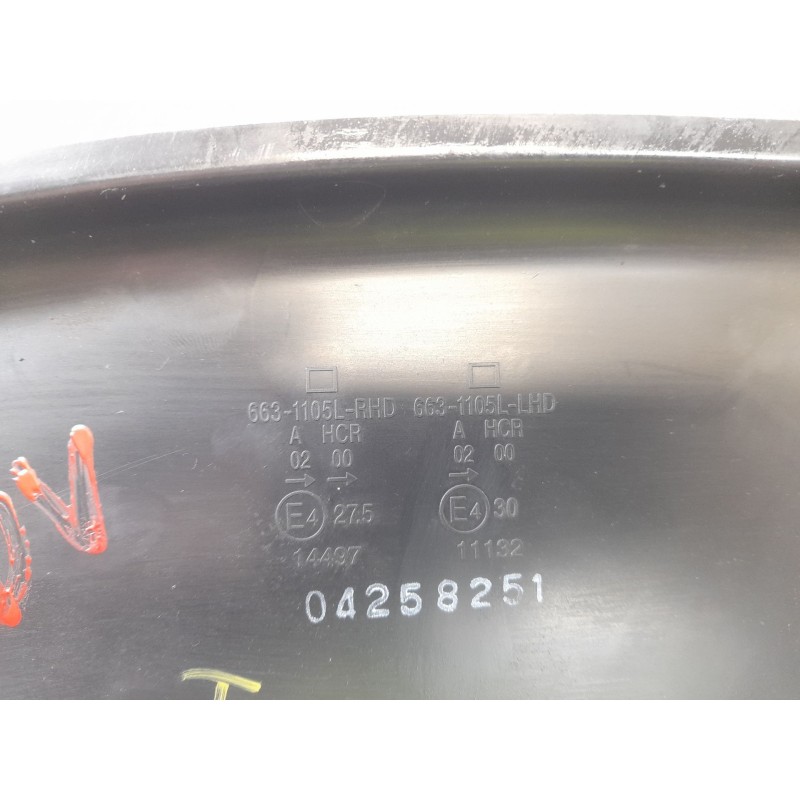 663-1105L-RHD 663-1105L-LHD
A HCR A HCR
02 00 02 00
E4 27.5 E4 30
14497 11192
04258251